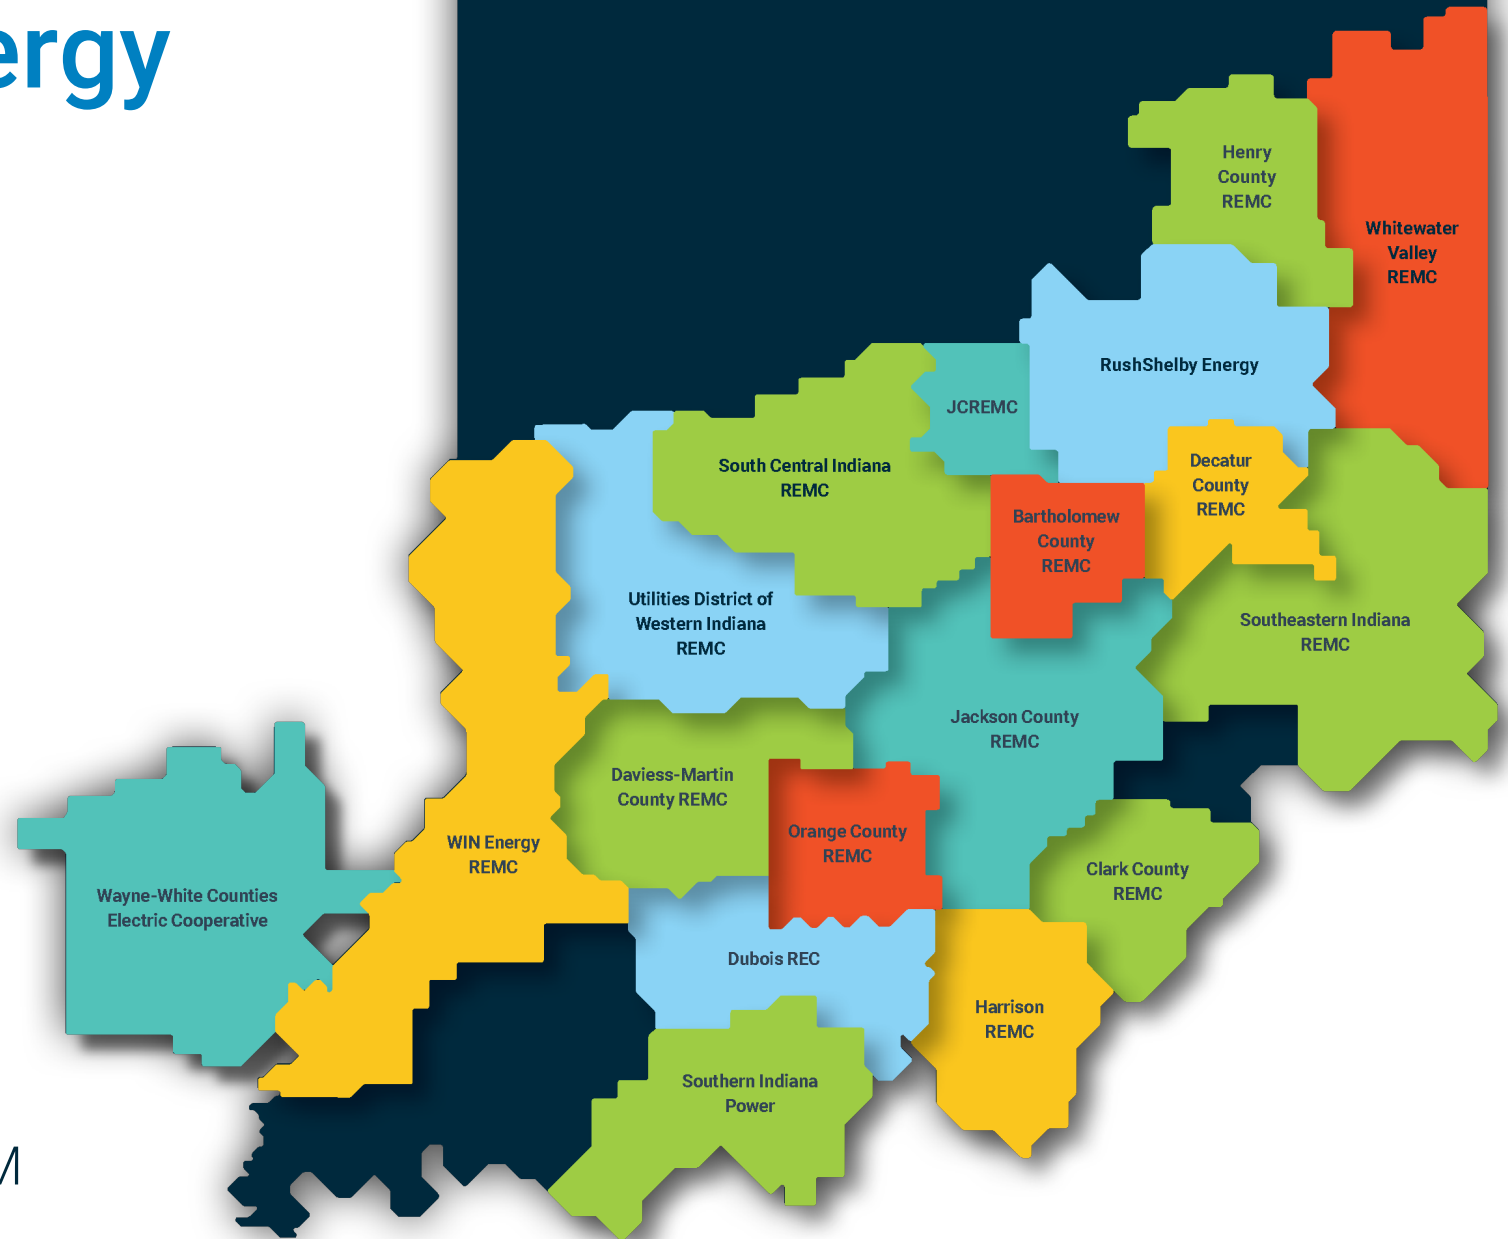 ergy
Henry
County
REMC
Whitewater
Valley
REMC
RushShelby Energy
JCREMC
South Central Indiana
REMC
Decatur
County
REMC
Bartholomew
County
REMC
Utilities District of
Western Indiana
REMC
Southeastern Indiana
REMC
Jackson County
REMC
Daviess-Martin
County REMC
Orange County
REMC
WIN Energy
REMC
Clark County
REMC
Wayne-White Counties
Electric Cooperative
Dubois REC
Harrison
REMC
Southern Indiana
Power
M